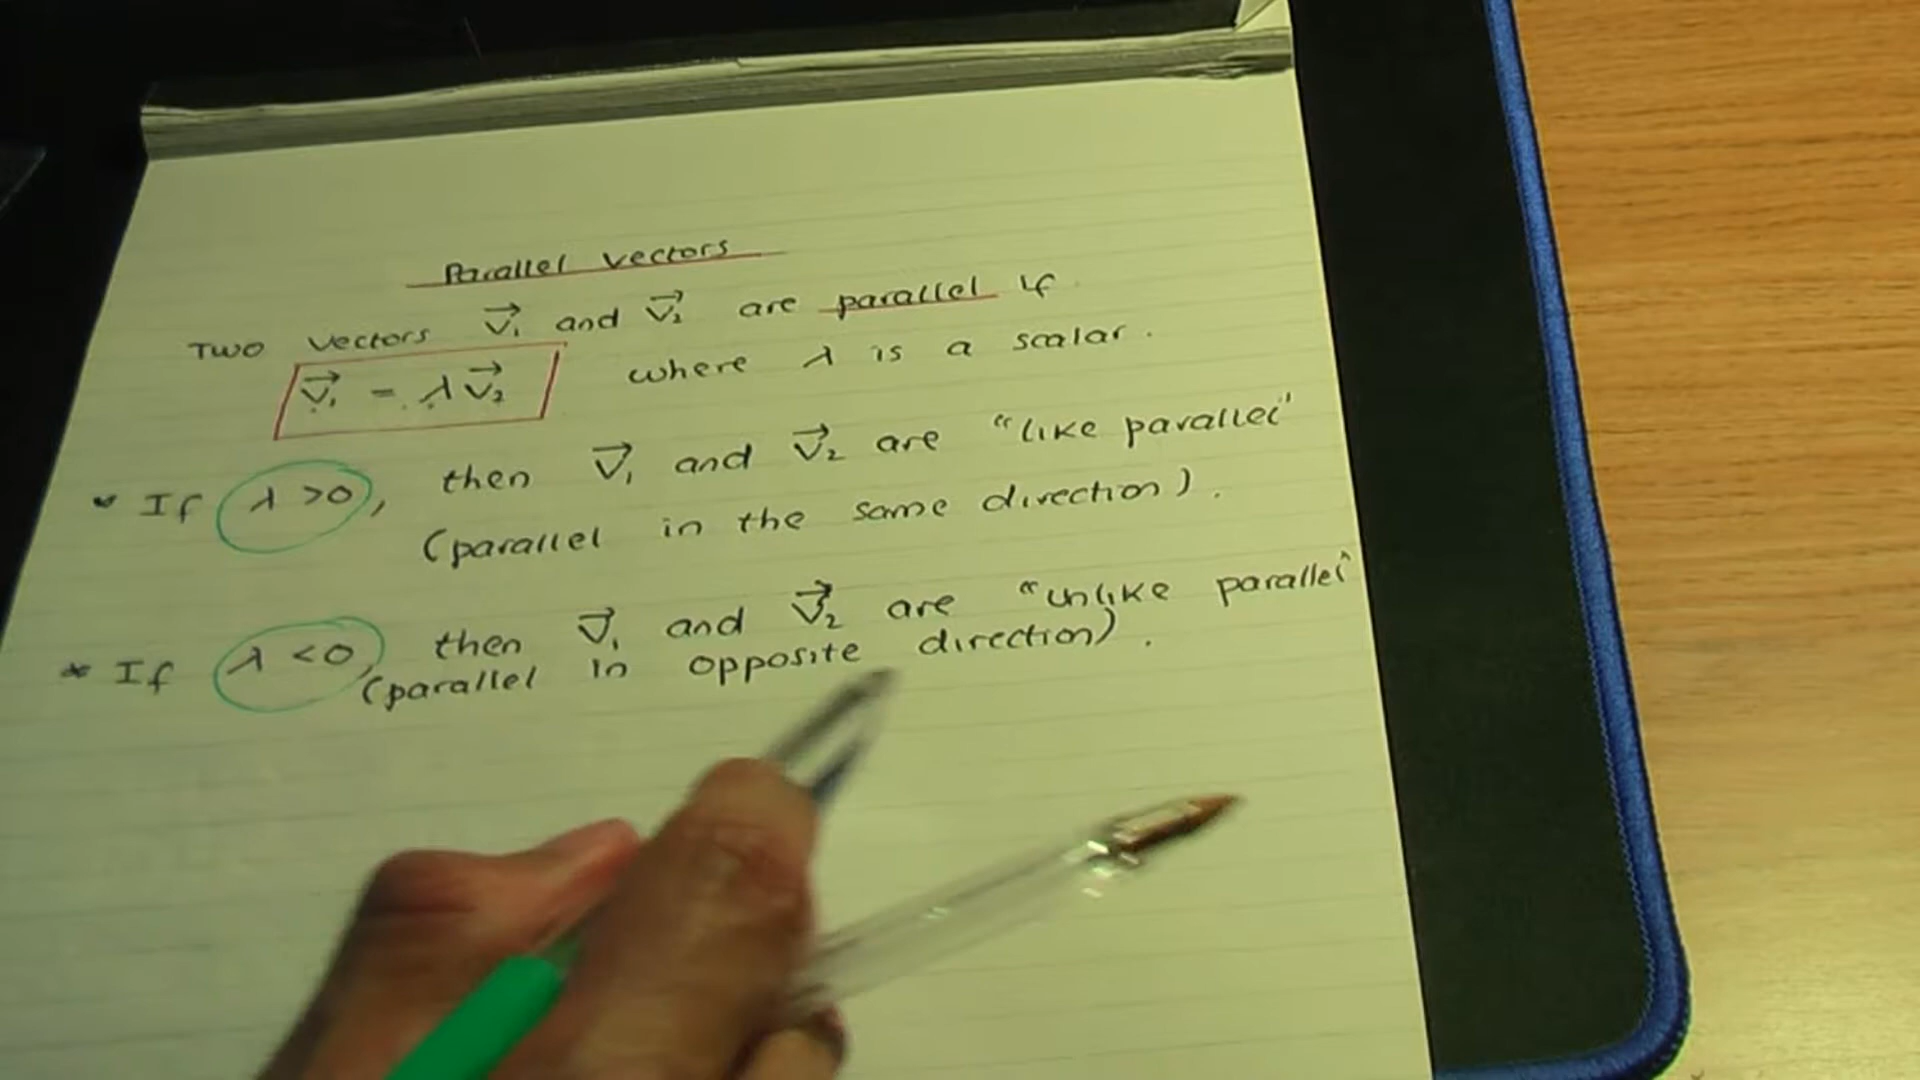 Parallel vectors
Two vectors V⃗₁ and V⃗₂ are parallel if
V⃗₁ = λV⃗₂ where λ is a scalar.
* If λ >0, then V⃗₁ and V⃗₂ are "like parallel"
(parallel in the same direction).
* If λ <0, then V⃗₁ and V⃗₂ are "unlike parallel"
(parallel in opposite direction).